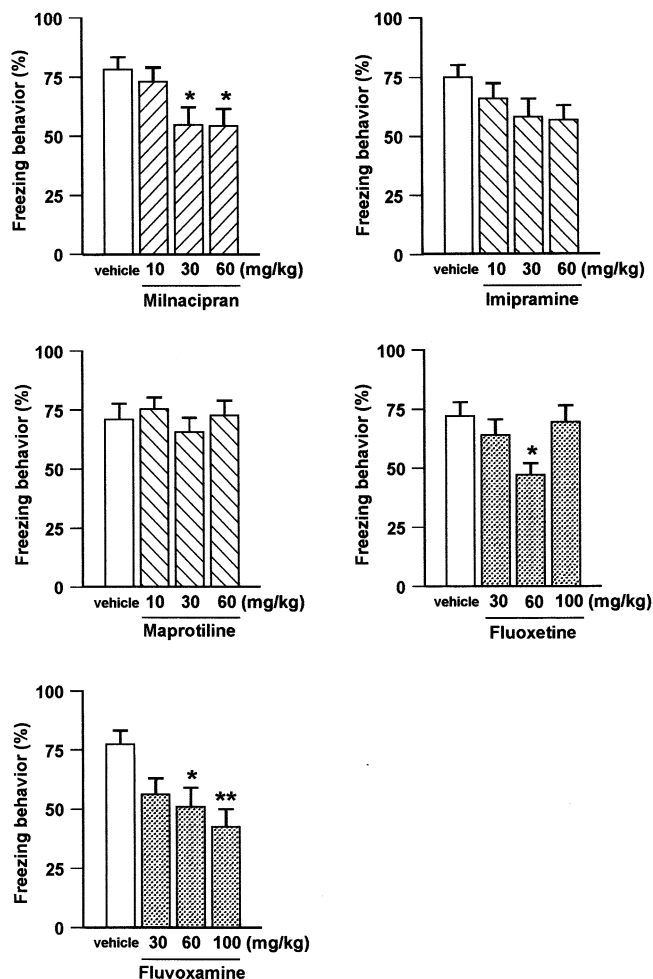 Freezing behavior (%)
100
75
50
25
0
* *
vehicle 10 30 60 (mg/kg)
Milnacipran
Freezing behavior (%)
100
75
50
25
0
vehicle 10 30 60 (mg/kg)
Imipramine
Freezing behavior (%)
100
75
50
25
0
vehicle 10 30 60 (mg/kg)
Maprotiline
Freezing behavior (%)
100
75
50
25
0
*
vehicle 30 60 100 (mg/kg)
Fluoxetine
Freezing behavior (%)
100
75
50
25
0
* **
vehicle 30 60 100 (mg/kg)
Fluvoxamine